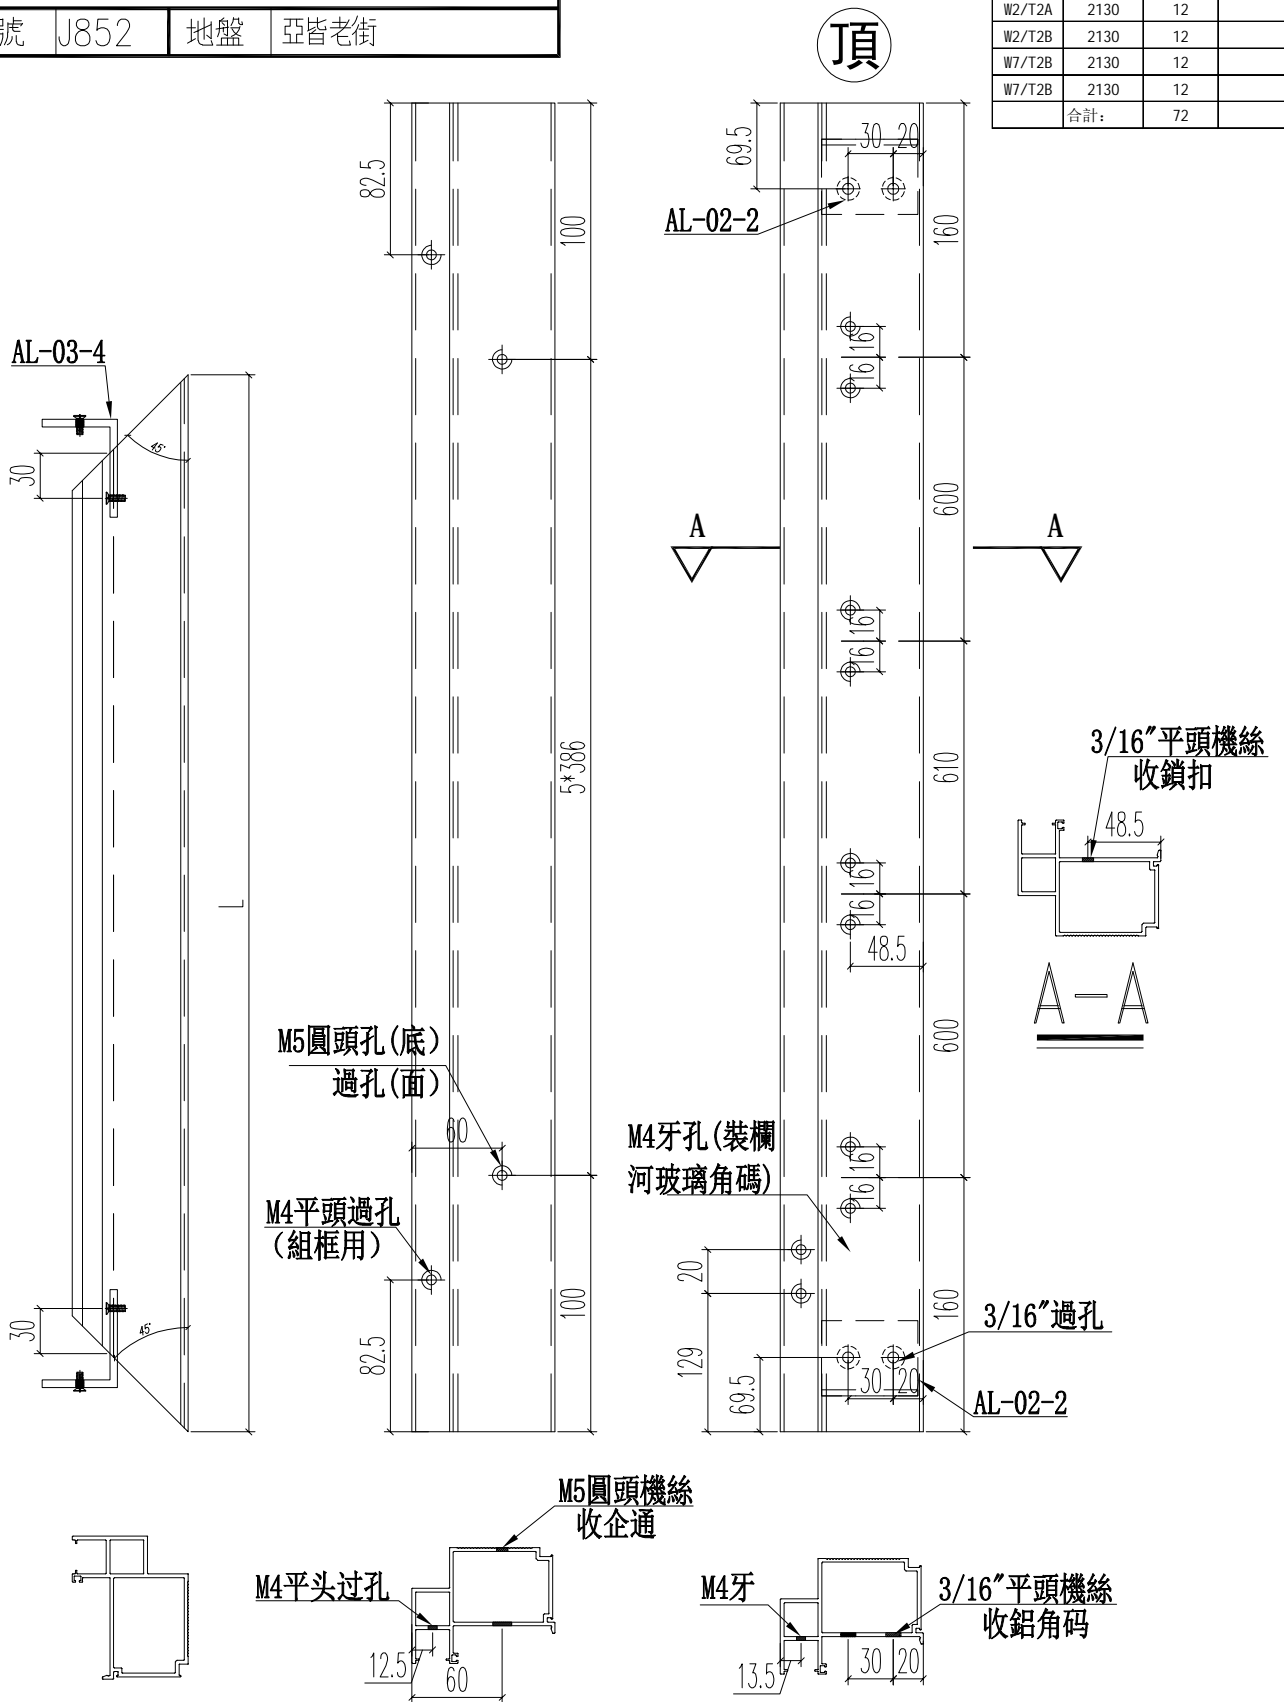 號 J852 地盤 亞皆老街
頂
W2/T2A 2130 12
W2/T2B 2130 12
W7/T2B 2130 12
W7/T2B 2130 12
合計: 72
AL-03-4
30
45°
L
30
45°
82.5
100
5*386
M5圓頭孔(底)
過孔(面)
60
M4平頭過孔
(組框用)
82.5
100
69.5
30 20
AL-02-2
160
16
16
600
A A
16
16
610
16
16
48.5
600
M4牙孔(裝欄
河玻璃角碼)
16
16
20
129
69.5
30 20
160
3/16"過孔
AL-02-2
3/16"平頭機絲
收鎖扣
48.5
A-A
M5圓頭機絲
收企通
M4平头过孔
12.5
60
M4牙
3/16"平頭機絲
收鋁角码
13.5
30 20